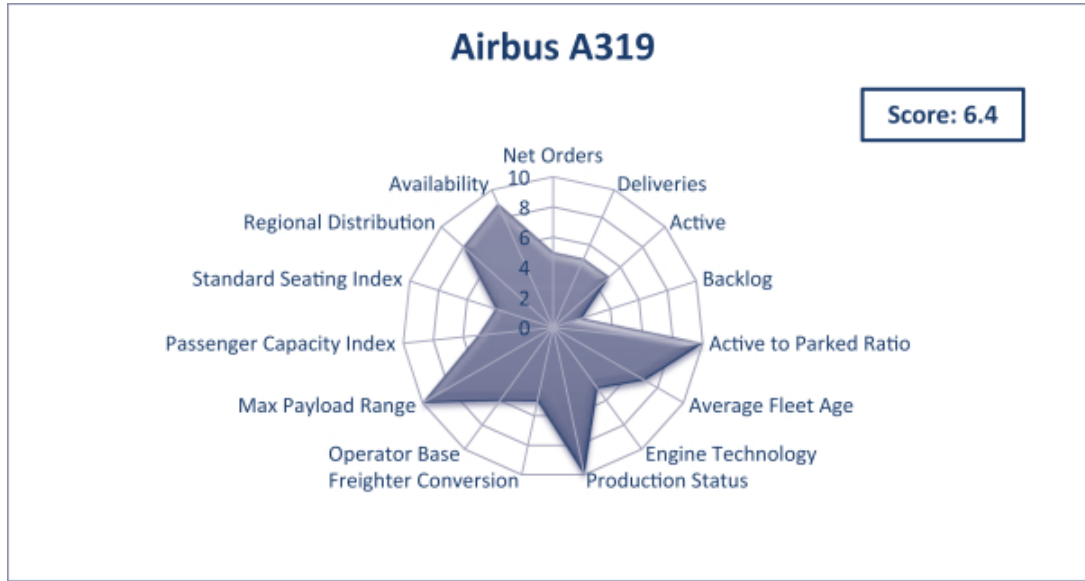 Airbus A319
Score: 6.4
Net Orders
10
8
6
4
2
0
Deliveries
Active
Backlog
Active to Parked Ratio
Average Fleet Age
Engine Technology
Production Status
Freighter Conversion
Operator Base
Max Payload Range
Passenger Capacity Index
Standard Seating Index
Regional Distribution
Availability